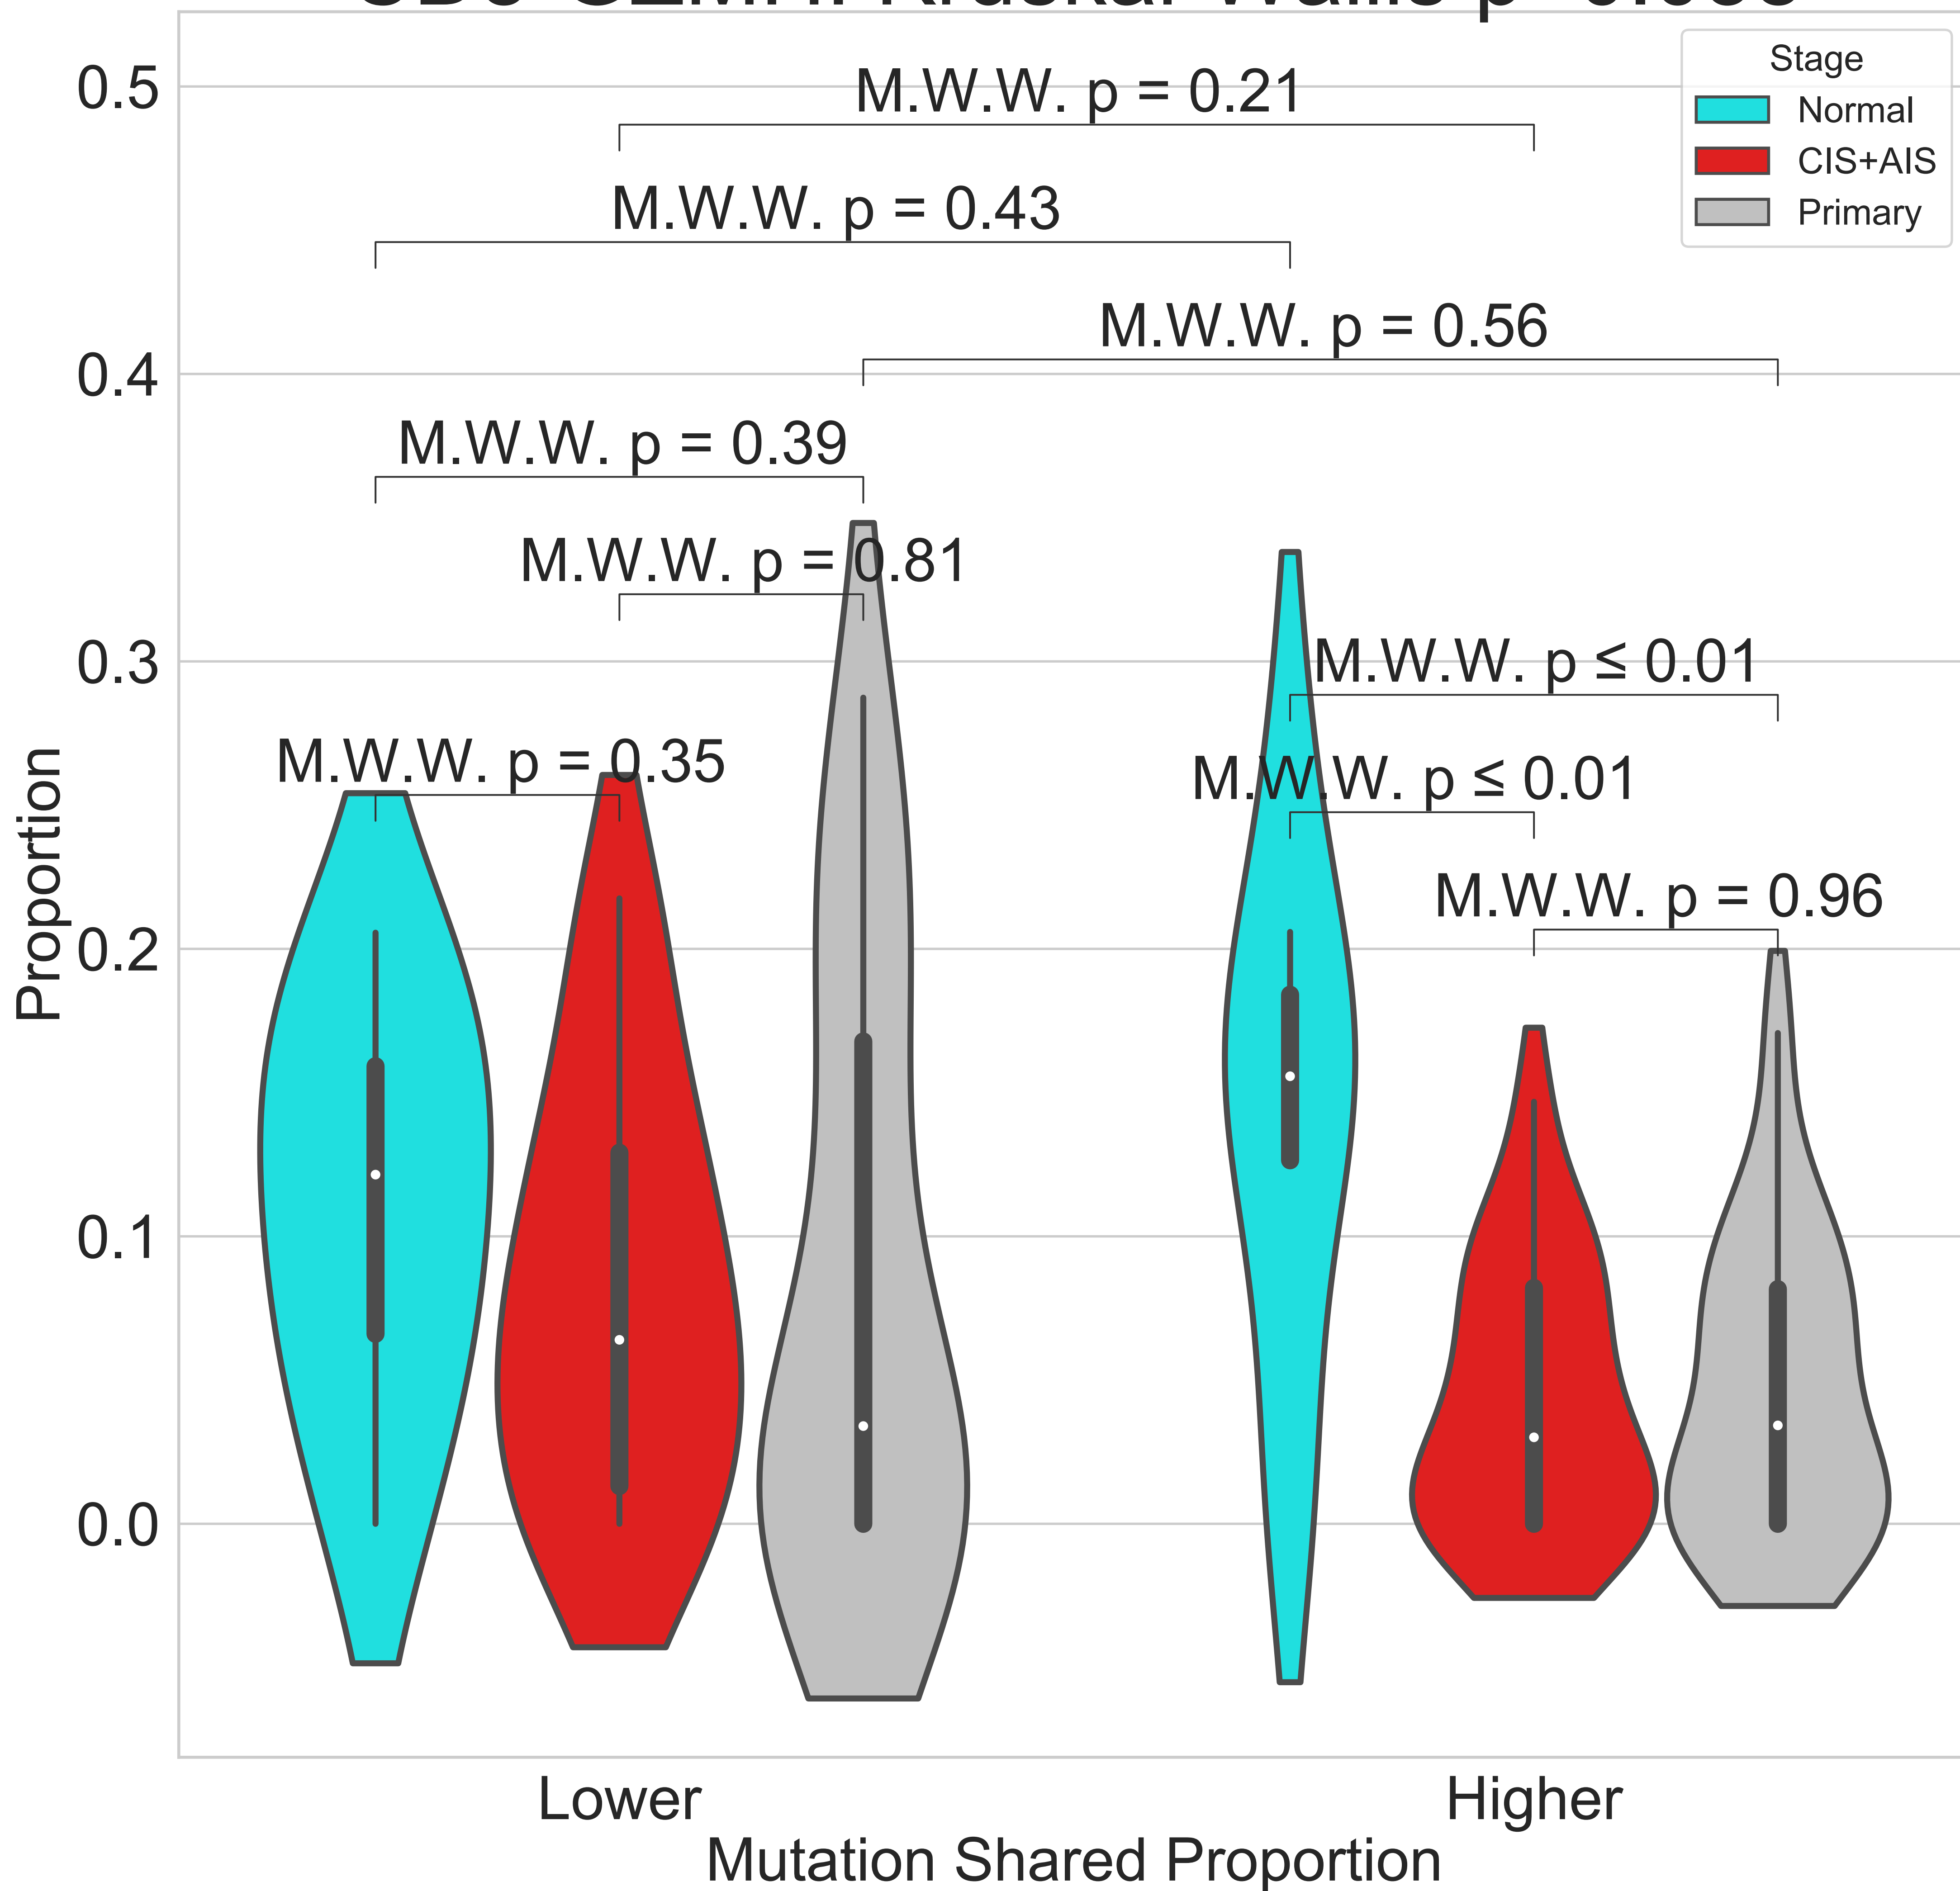 0.5
0.4
0.3
0.2
0.1
0.0
Proportion
M.W.W. p = 0.21
M.W.W. p = 0.43
M.W.W. p = 0.56
M.W.W. p = 0.39
M.W.W. p = 0.81
M.W.W. p = 0.35
M.W.W. p ≤ 0.01
M.W.W. p ≤ 0.01
M.W.W. p = 0.96
Stage
Normal
CIS+AIS
Primary
Lower
Higher
Mutation Shared Proportion